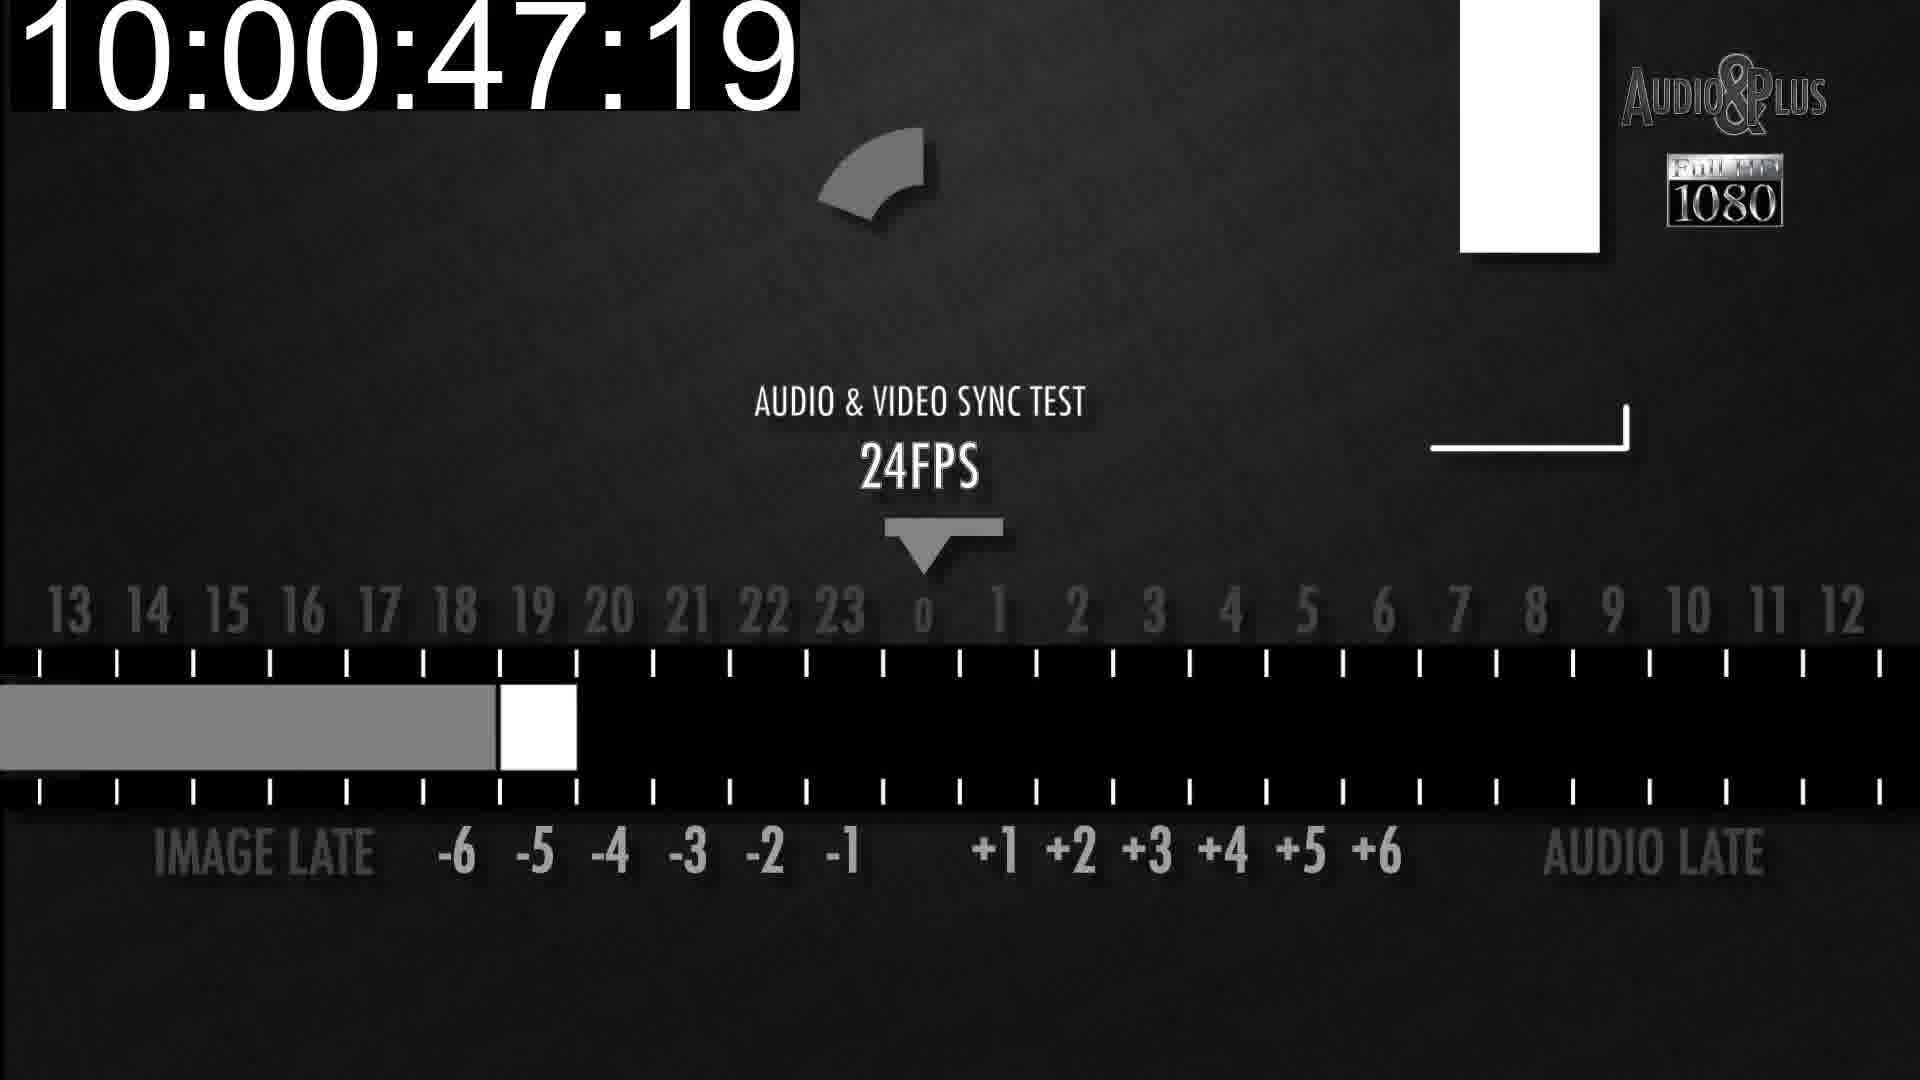 10:00:47:19
AUDIO&PLUS
Full HD
1080
AUDIO & VIDEO SYNC TEST
24FPS
13 14 15 16 17 18 19 20 21 22 23 0 1 2 3 4 5 6 7 8 9 10 11 12
IMAGE LATE -6 -5 -4 -3 -2 -1 +1 +2 +3 +4 +5 +6 AUDIO LATE